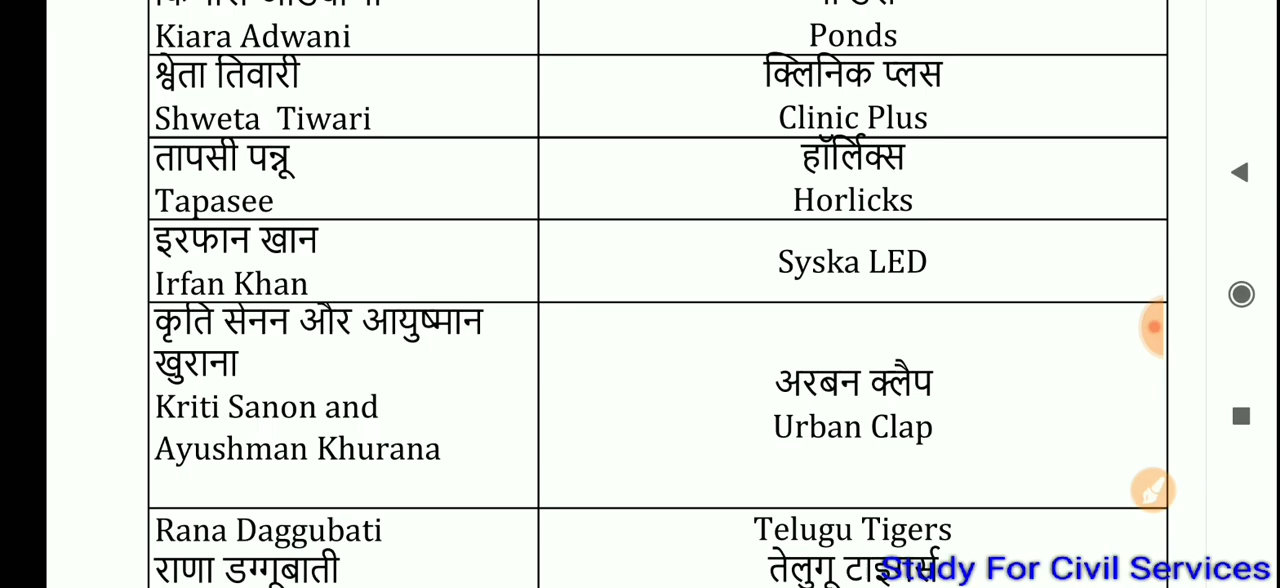 Kiara Adwani
Ponds
श्वेता तिवारी
क्लिनिक प्लस
Shweta Tiwari
Clinic Plus
तापसी पन्नू
हॉर्लिक्स
Tapasee
Horlicks
इरफान खान
Irfan Khan
Syska LED
कृति सेनन और आयुष्मान
खुराना
Kriti Sanon and
Ayushman Khurana
अरबन क्लैप
Urban Clap
Rana Daggubati
Telugu Tigers
राणा डग्गूबाती
तेलुगू टाइगर्स
Study For Civil Services